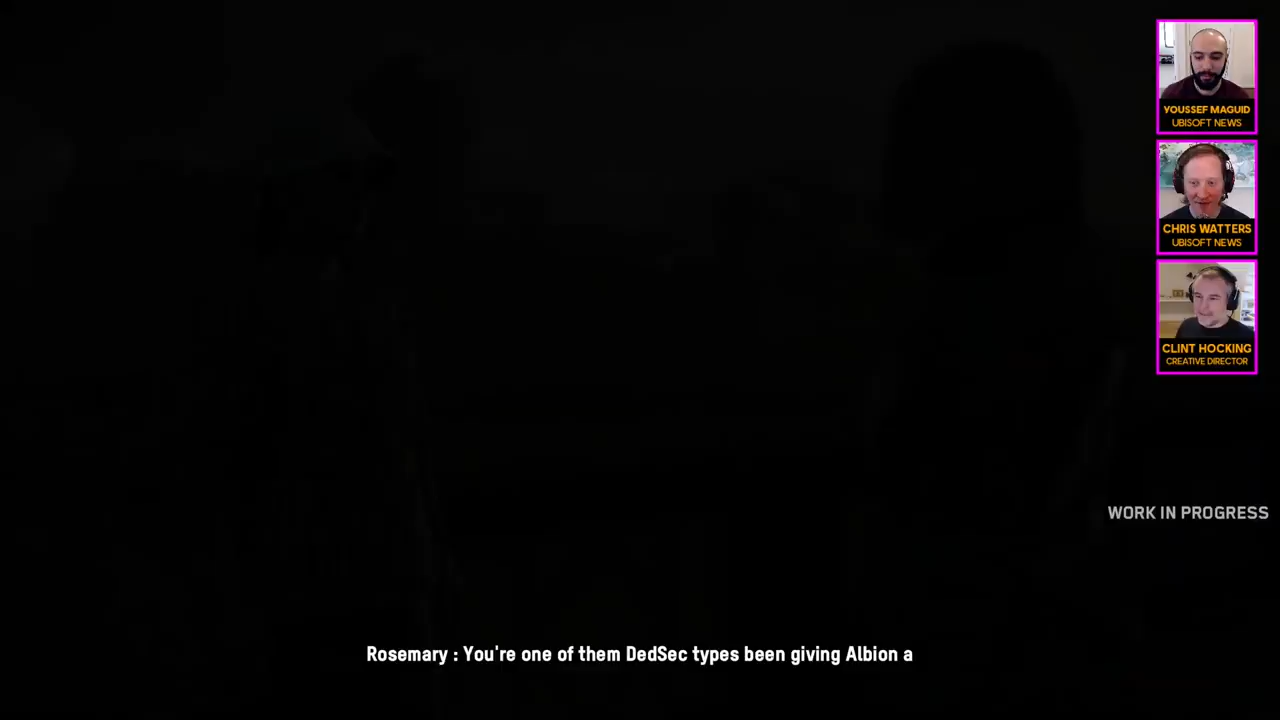 YOUSSEF MAGUID
UBISOFT NEWS
CHRIS WATTERS
UBISOFT NEWS
CLINT HOCKING
CREATIVE DIRECTOR
WORK IN PROGRESS
Rosemary : You're one of them DedSec types been giving Albion a